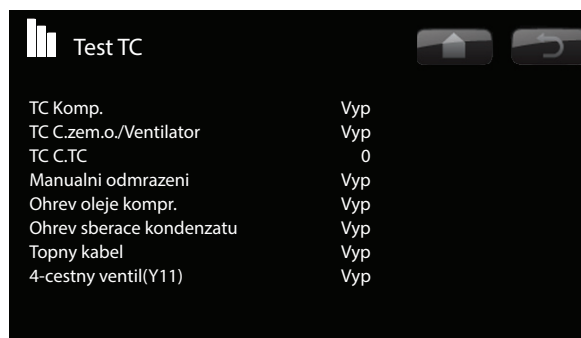 Test TC
TC Komp. Vyp
TC C.zem.o./Ventilator Vyp
TC C.TC 0
Manualni odmrazeni Vyp
Ohrev oleje kompr. Vyp
Ohrev sberace kondenzatu Vyp
Topny kabel Vyp
4-cestny ventil(Y11) Vyp